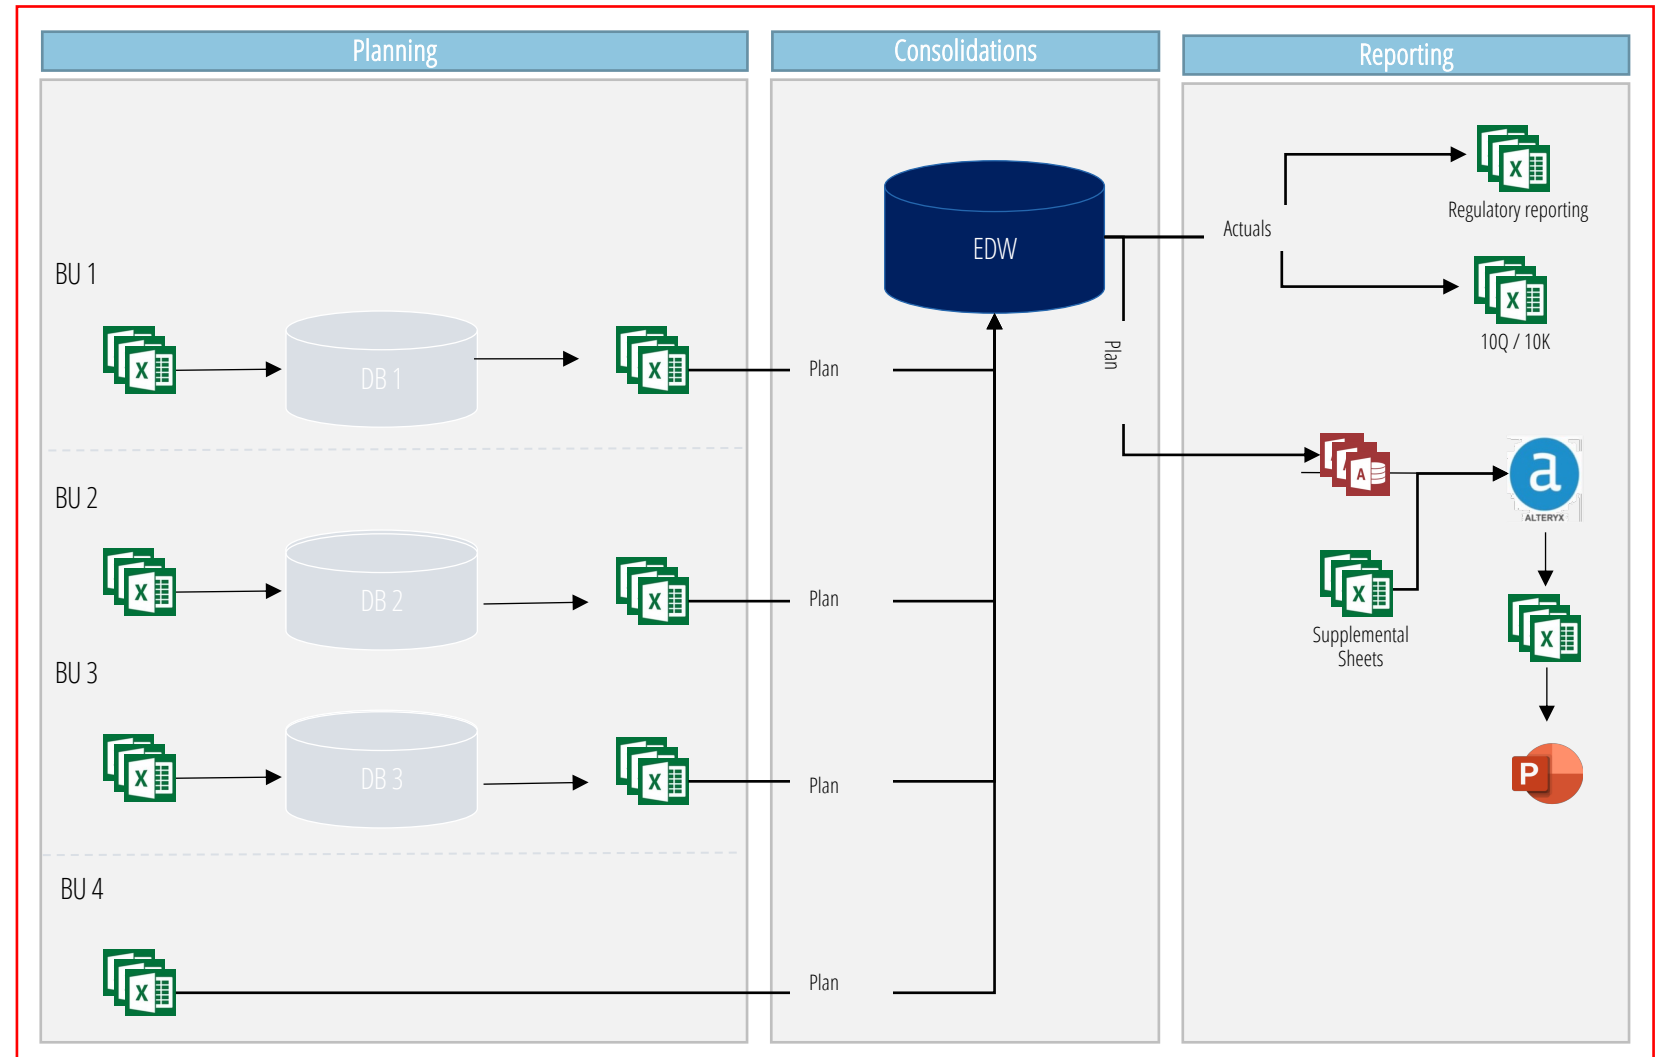 Planning
Consolidations
Reporting
BU 1
DB 1
Plan
EDW
Plan
Actuals
Regulatory reporting
10Q / 10K
BU 2
DB 2
Plan
BU 3
DB 3
Plan
BU 4
Plan
A
a
ALTERYX
Supplemental
Sheets
P
X
X
X
X
X
X
X
X
X
X
X